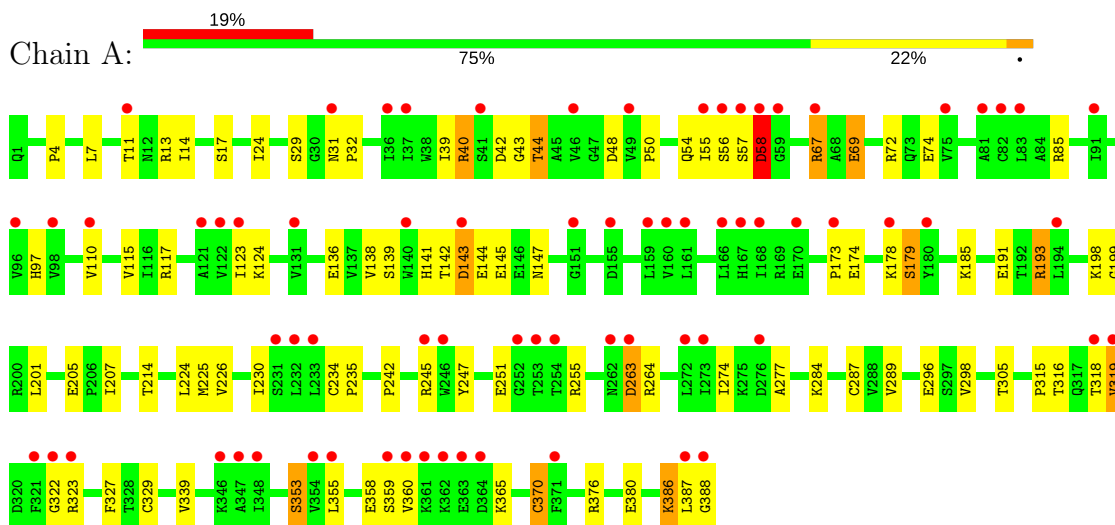 19%
Chain A:
75% 22% •
Q1 P4 L7 T11 N12 R13 I14 S17 I24 S29 G30 N31 P32 I36 I37 W38 I39 R40 S41 D42 G43 T44 A45 V46 G47 D48 V49 P50 Q54 I55 S56 S57 D58 G59 R67 A68 E69 R72 Q73 E74 V75 A81 C82 L83 A84 R85 I91
V96 H97 V98 V110 V115 I116 R117 A121 V122 I123 K124 V131 E136 V137 V138 S139 W140 H141 T142 D143 E144 E145 E146 N147 G151 D155 L159 V160 L161 L166 H167 I168 R169 E170 P173 E174 K178 S179 Y180 K185 E191 T192 R193 L194 K198 G199
R200 L201 E205 P206 I207 T214 L224 M225 V226 I230 S231 L232 L233 C234 P235 P242 R245 W246 Y247 E251 G252 T253 T254 R255 N262 D263 R264 L272 I273 I274 K275 D276 A277 K284 C287 V288 V289 E296 S297 V298 T305 P315 T316 Q317 T318
D320 F321 G322 R323 F327 T328 C329 V339 K346 A347 I348 S353 V354 L355 E358 S359 V360 K361 K362 E363 D364 K365 C370 F371 R376 E380 K386 L387 G388